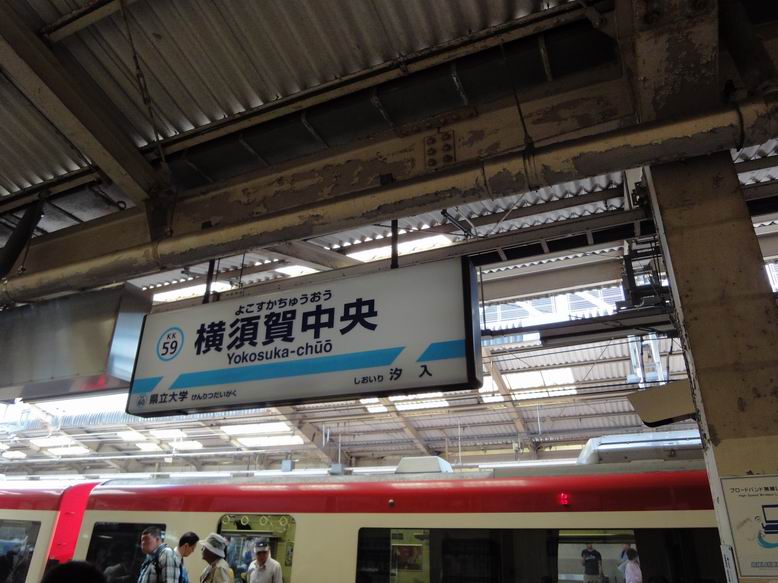 よこすかちゅうおう
KK
59
横須賀中央
Yokosuka-chūō
60
県立大学 けんりつだいがく
しおいり 汐入